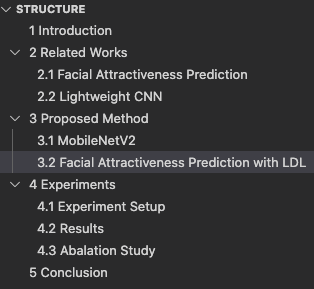 STRUCTURE
1 Introduction
2 Related Works
2.1 Facial Attractiveness Prediction
2.2 Lightweight CNN
3 Proposed Method
3.1 MobileNetV2
3.2 Facial Attractiveness Prediction with LDL
4 Experiments
4.1 Experiment Setup
4.2 Results
4.3 Abalation Study
5 Conclusion